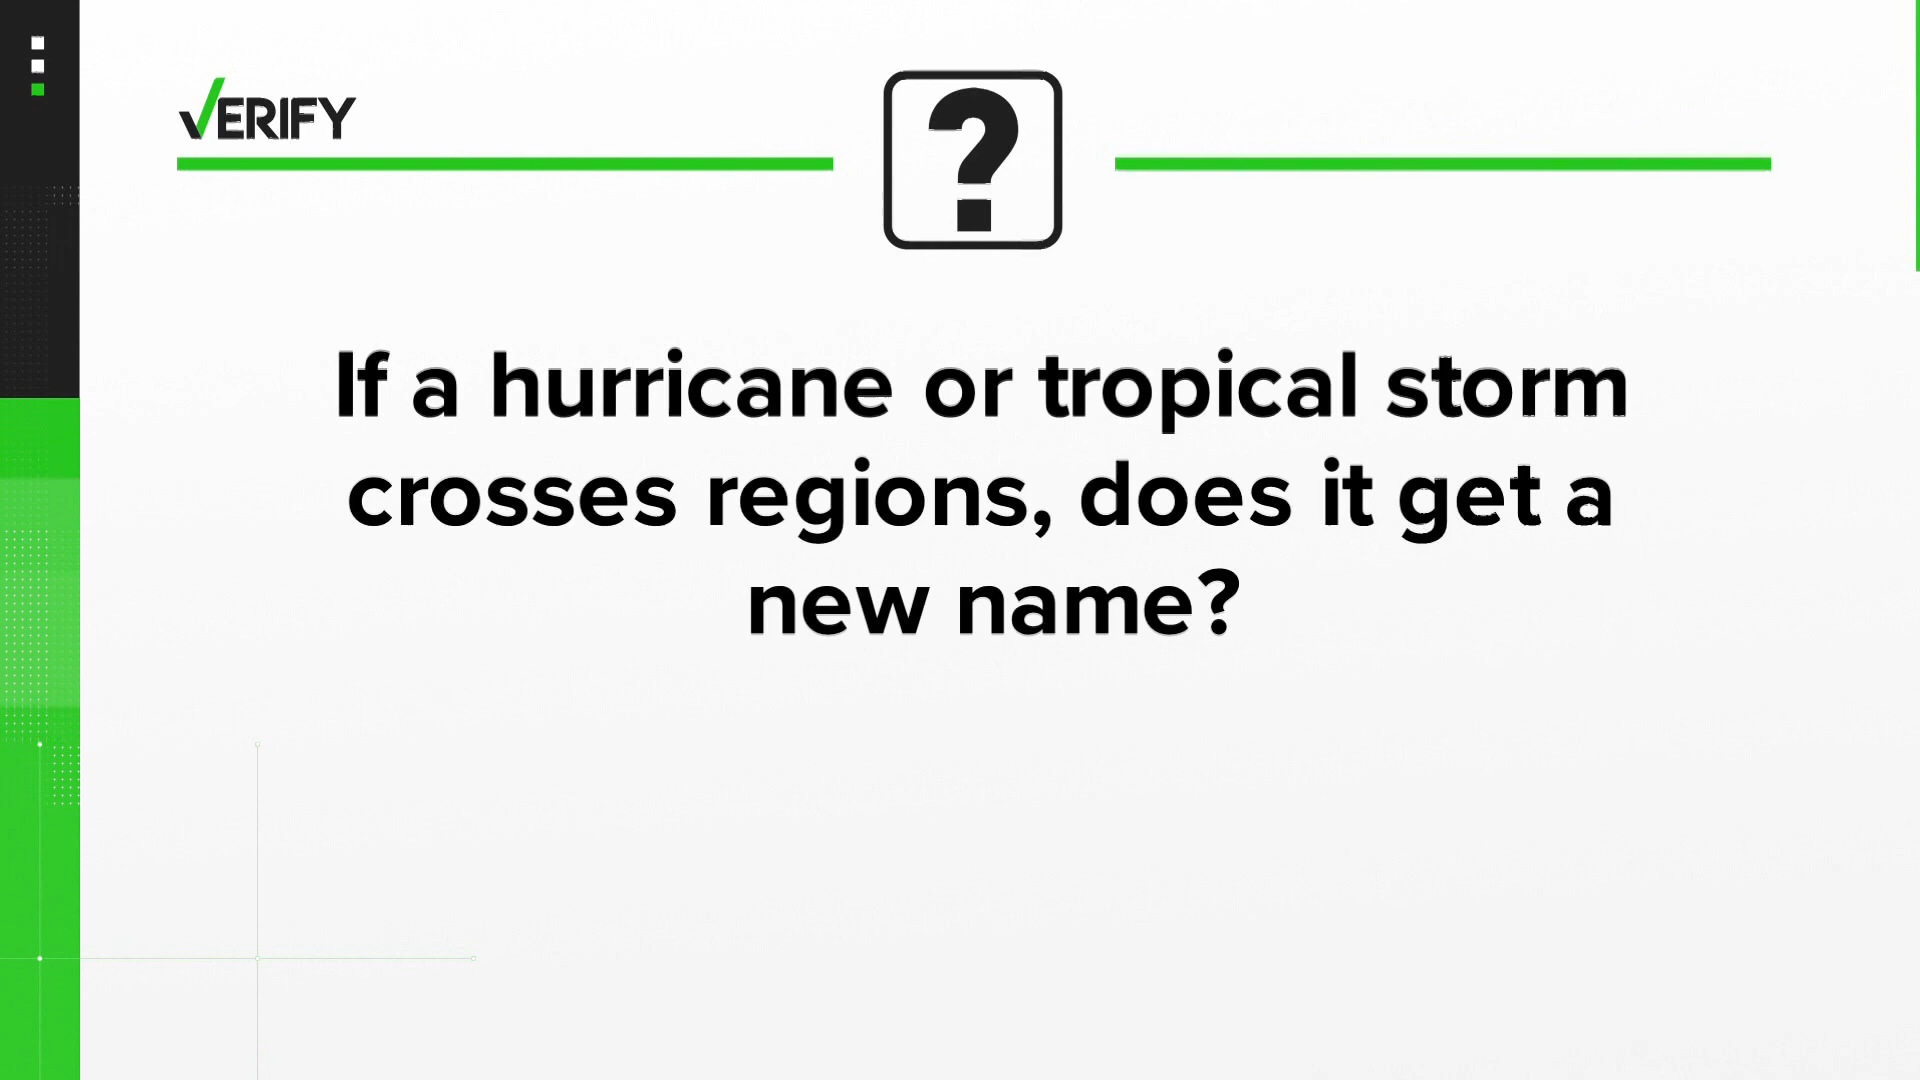 VERIFY
?
If a hurricane or tropical storm
crosses regions, does it get a
new name?